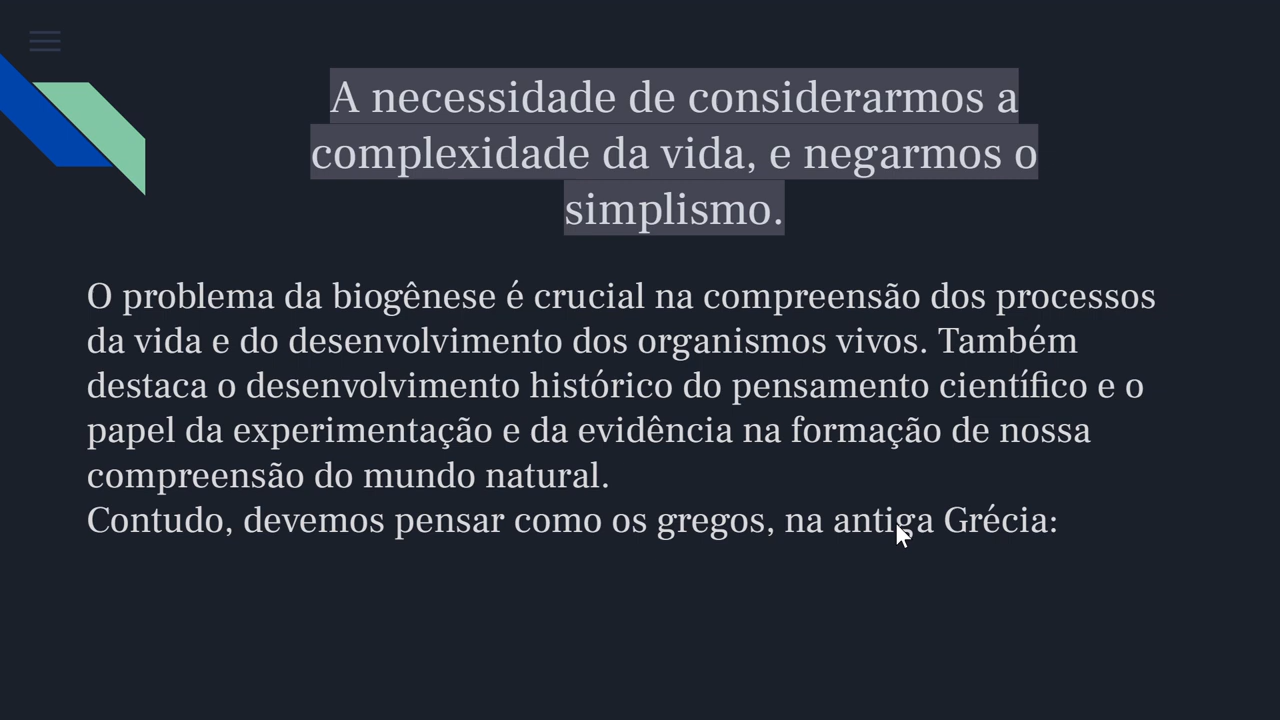 A necessidade de considerarmos a
complexidade da vida, e negarmos o
simplismo.
O problema da biogênese é crucial na compreensão dos processos
da vida e do desenvolvimento dos organismos vivos. Também
destaca o desenvolvimento histórico do pensamento científico e o
papel da experimentação e da evidência na formação de nossa
compreensão do mundo natural.
Contudo, devemos pensar como os gregos, na antiga Grécia: